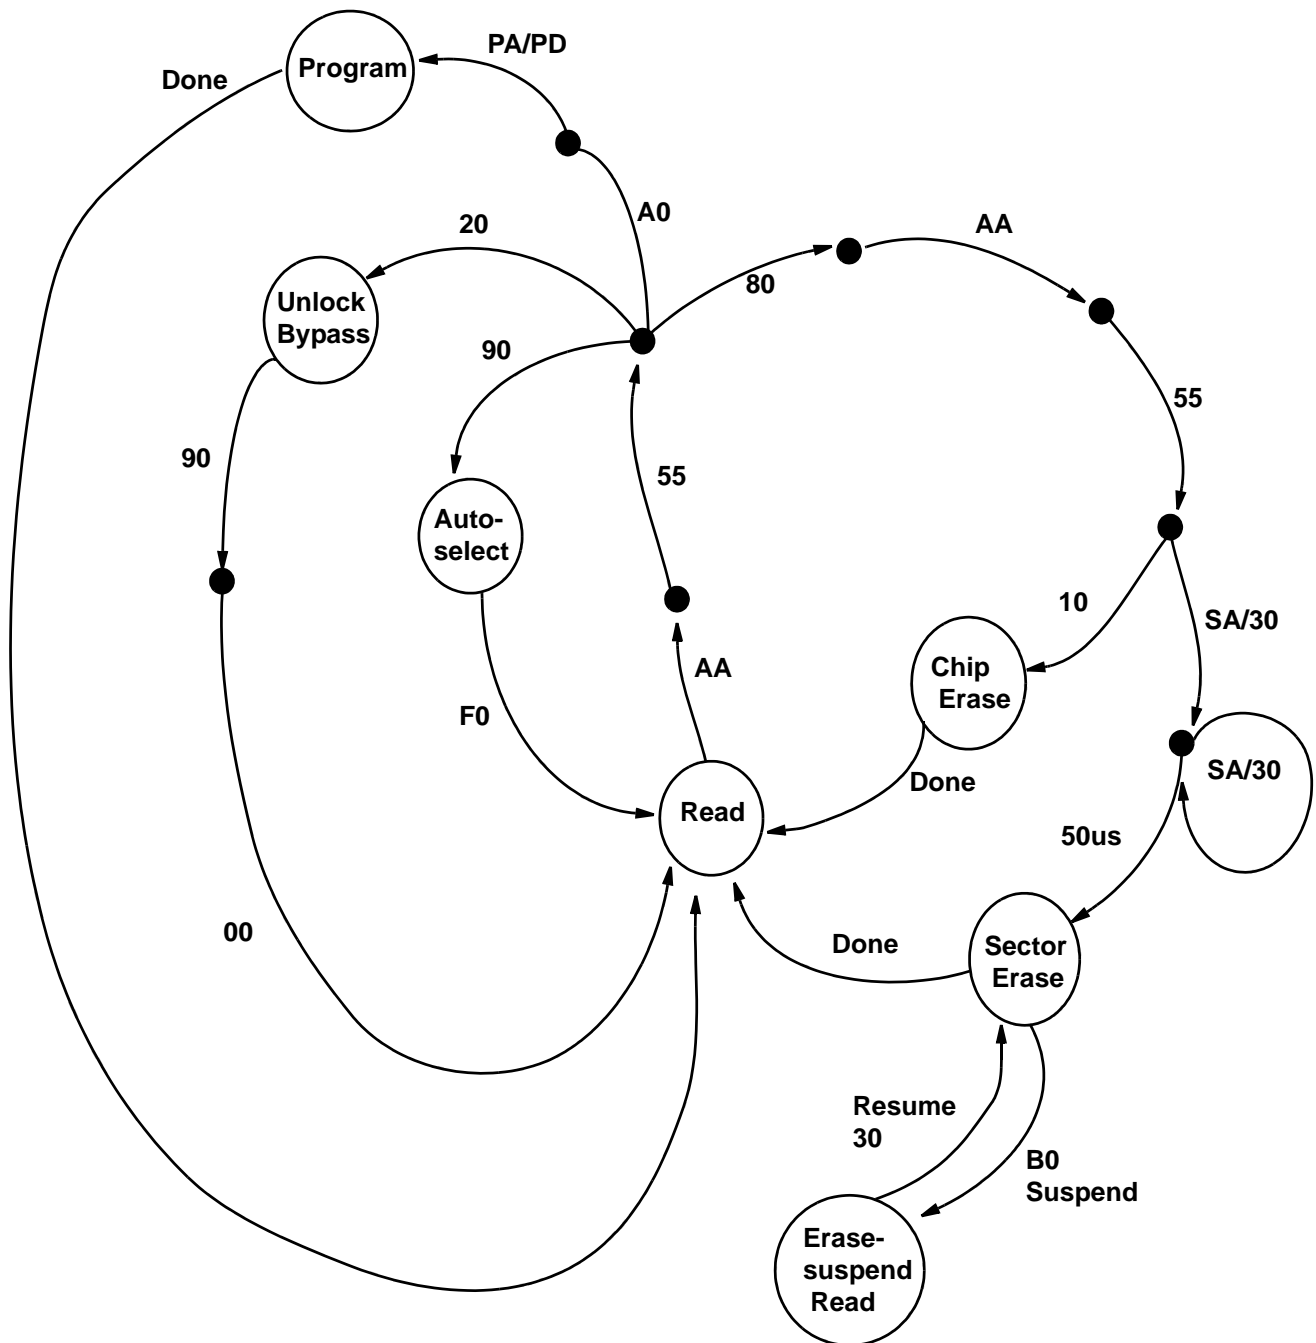 PA/PD
Program
Done
A0
20
AA
80
Unlock
Bypass
90
55
90
55
Auto-
select
10
SA/30
AA
Chip
Erase
F0
SA/30
Done
Read
50us
00
Done
Sector
Erase
Resume
30
B0
Suspend
Erase-
suspend
Read